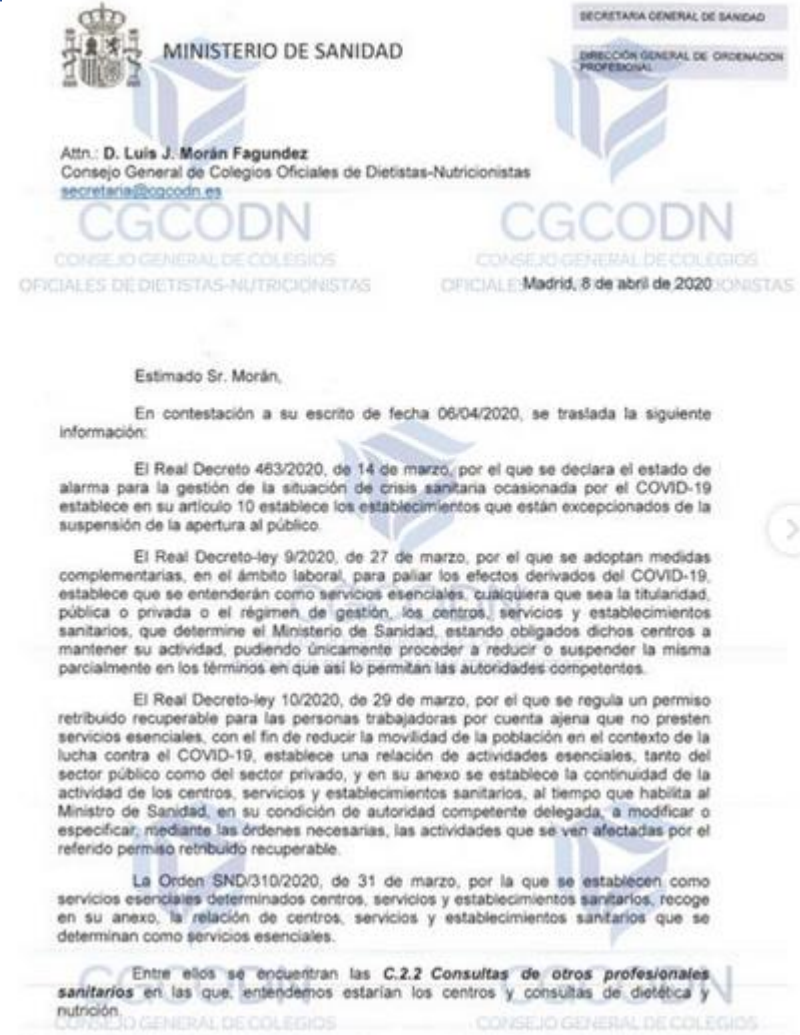 SECRETARIA GENERAL DE SANIDAD
MINISTERIO DE SANIDAD
DIRECCIÓN GENERAL DE ORDENACION
PROFESIONAL
Attn.: D. Luis J. Morán Fagundez
Consejo General de Colegios Oficiales de Dietistas-Nutricionistas
secretaria@cgcodn.es
CGCODN CGCODN
CONSEJO GENERAL DE COLEGIOS CONSEJO GENERAL DE COLEGIOS
OFICIALES DE DIETISTAS-NUTRICIONISTAS
Madrid, 8 de abril de 2020
Estimado Sr. Morán,
En contestación a su escrito de fecha 06/04/2020, se traslada la siguiente
información:
El Real Decreto 463/2020, de 14 de marzo, por el que se declara el estado de
alarma para la gestión de la situación de crisis sanitaria ocasionada por el COVID-19
establece en su artículo 10 establece los establecimientos que están excepcionados de la
suspensión de la apertura al público.
El Real Decreto-ley 9/2020, de 27 de marzo, por el que se adoptan medidas
complementarias, en el ámbito laboral, para paliar los efectos derivados del COVID-19,
establece que se entenderán como servicios esenciales, cualquiera que sea la titularidad,
pública o privada o el régimen de gestión, los centros, servicios y establecimientos
sanitarios, que determine el Ministerio de Sanidad, estando obligados dichos centros a
mantener su actividad, pudiendo únicamente proceder a reducir o suspender la misma
parcialmente en los términos en que así lo permitan las autoridades competentes.
El Real Decreto-ley 10/2020, de 29 de marzo, por el que se regula un permiso
retribuido recuperable para las personas trabajadoras por cuenta ajena que no presten
servicios esenciales, con el fin de reducir la movilidad de la población en el contexto de la
lucha contra el COVID-19, establece una relación de actividades esenciales, tanto del
sector público como del sector privado, y en su anexo se establece la continuidad de la
actividad de los centros, servicios y establecimientos sanitarios, al tiempo que habilita al
Ministro de Sanidad, en su condición de autoridad competente delegada, a modificar o
especificar, mediante las órdenes necesarias, las actividades que se ven afectadas por el
referido permiso retribuido recuperable.
La Orden SND/310/2020, de 31 de marzo, por la que se establecen como
servicios esenciales determinados centros, servicios y establecimientos sanitarios, recoge
en su anexo, la relación de centros, servicios y establecimientos sanitarios que se
determinan como servicios esenciales.
Entre ellos se encuentran las C.2.2 Consultas de otros profesionales
sanitarios en las que, entendemos estarían los centros y consultas de dietética y
nutrición.
CONSEJO GENERAL DE COLEGIOS CONSEJO GENERAL DE COLEGIOS